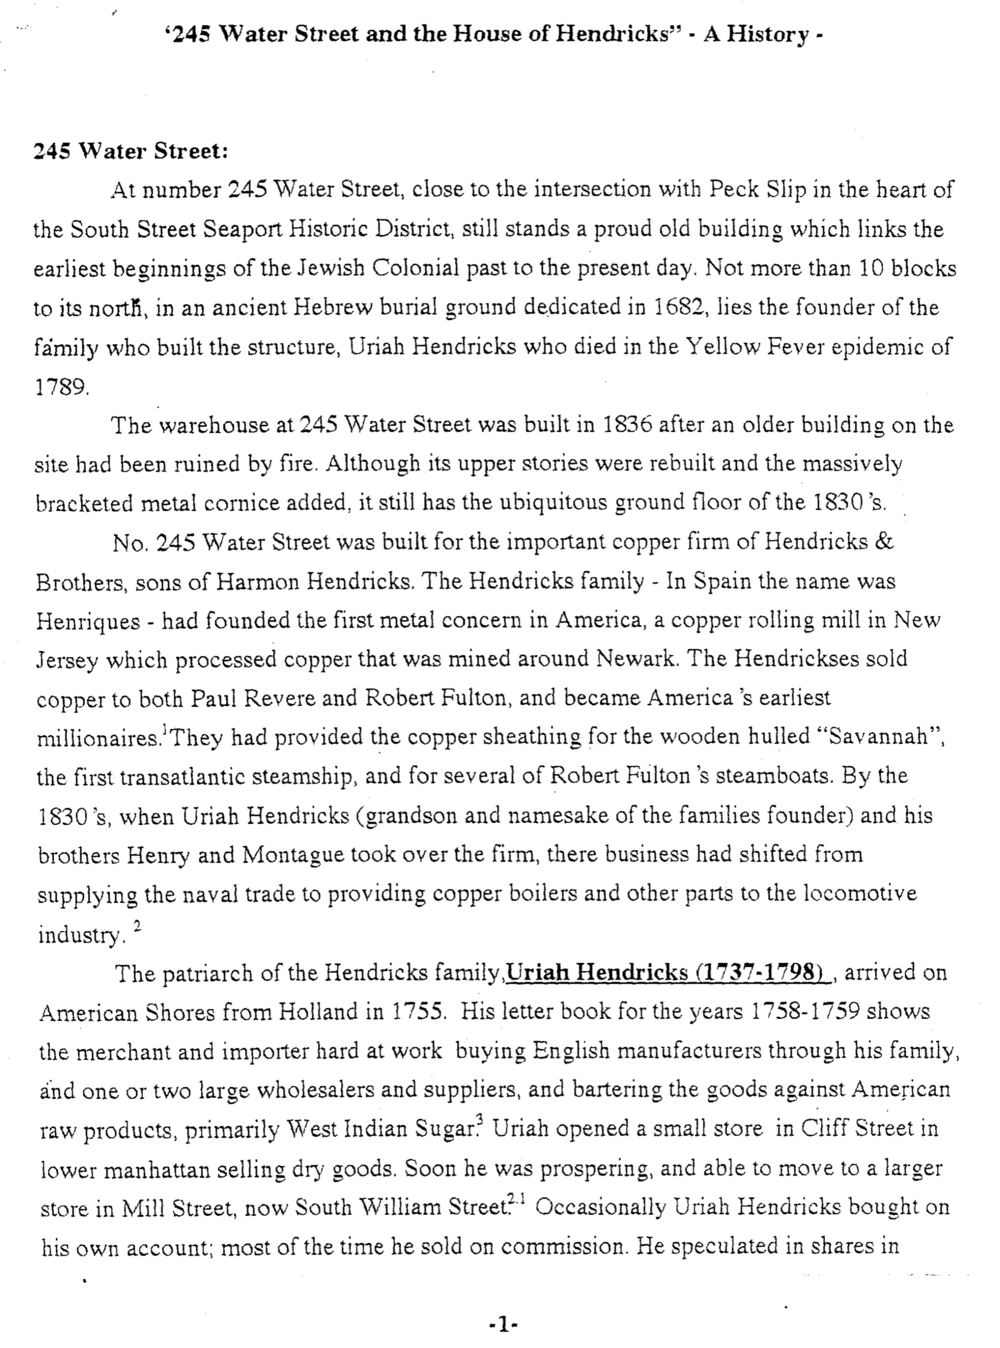 ‘245 Water Street and the House of Hendricks” - A History -
245 Water Street:
At number 245 Water Street, close to the intersection with Peck Slip in the heart of
the South Street Seaport Historic District, still stands a proud old building which links the
earliest beginnings of the Jewish Colonial past to the present day. Not more than 10 blocks
to its north, in an ancient Hebrew burial ground dedicated in 1682, lies the founder of the
family who built the structure, Uriah Hendricks who died in the Yellow Fever epidemic of
1789.
The warehouse at 245 Water Street was built in 1836 after an older building on the
site had been ruined by fire. Although its upper stories were rebuilt and the massively
bracketed metal cornice added, it still has the ubiquitous ground floor of the 1830's.
No. 245 Water Street was built for the important copper firm of Hendricks &
Brothers, sons of Harmon Hendricks. The Hendricks family - In Spain the name was
Henriques - had founded the first metal concern in America, a copper rolling mill in New
Jersey which processed copper that was mined around Newark. The Hendrickses sold
copper to both Paul Revere and Robert Fulton, and became America's earliest
millionaires.¹They had provided the copper sheathing for the wooden hulled “Savannah”,
the first transatlantic steamship, and for several of Robert Fulton's steamboats. By the
1830's, when Uriah Hendricks (grandson and namesake of the families founder) and his
brothers Henry and Montague took over the firm, there business had shifted from
supplying the naval trade to providing copper boilers and other parts to the locomotive
industry. ²
The patriarch of the Hendricks family,Uriah Hendricks (1737-1798) , arrived on
American Shores from Holland in 1755. His letter book for the years 1758-1759 shows
the merchant and importer hard at work buying English manufacturers through his family,
and one or two large wholesalers and suppliers, and bartering the goods against American
raw products, primarily West Indian Sugar.³ Uriah opened a small store in Cliff Street in
lower manhattan selling dry goods. Soon he was prospering, and able to move to a larger
store in Mill Street, now South William Street.²·¹ Occasionally Uriah Hendricks bought on
his own account; most of the time he sold on commission. He speculated in shares in
-1-